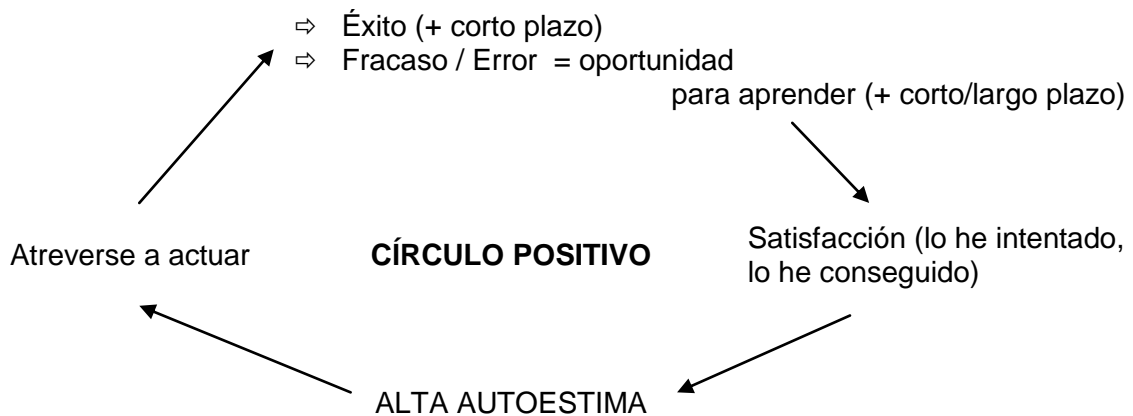 ⇨ Éxito (+ corto plazo)
⇨ Fracaso / Error = oportunidad
para aprender (+ corto/largo plazo)
Atreverse a actuar
CÍRCULO POSITIVO
Satisfacción (lo he intentado,
lo he conseguido)
ALTA AUTOESTIMA